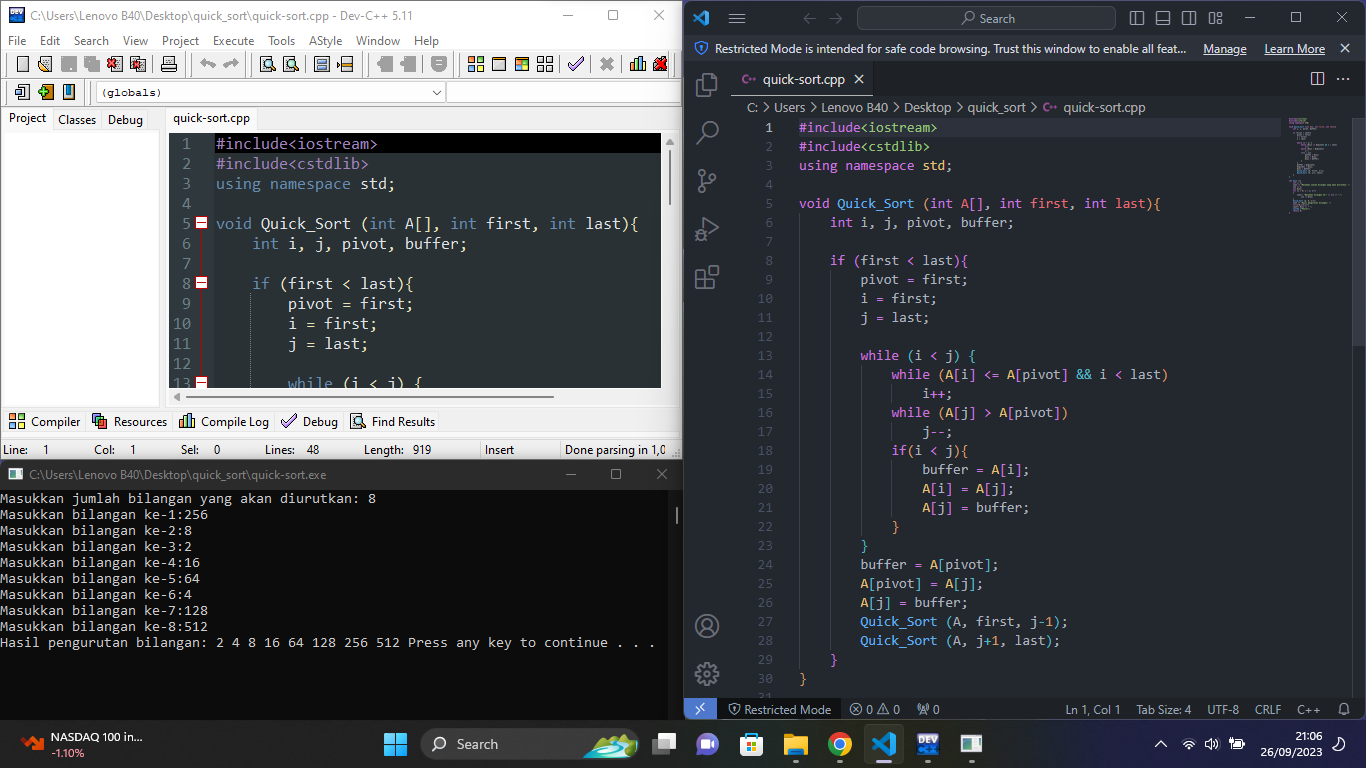 C:\Users\Lenovo B40\Desktop\quick_sort\quick-sort.cpp - Dev-C++ 5.11
File Edit Search View Project Execute Tools AStyle Window Help
(globals)
Project Classes Debug
quick-sort.cpp
1 #include<iostream>
2 #include<cstdlib>
3 using namespace std;
4
5 void Quick_Sort (int A[], int first, int last){
6 int i, j, pivot, buffer;
7
8 if (first < last){
9 pivot = first;
10 i = first;
11 j = last;
12
13 while (i < j) {
Compiler Resources Compile Log Debug Find Results
Line: 1 Col: 1 Sel: 0 Lines: 48 Length: 919 Insert Done parsing in 1,0
C:\Users\Lenovo B40\Desktop\quick_sort\quick-sort.exe
Masukkan jumlah bilangan yang akan diurutkan: 8
Masukkan bilangan ke-1:256
Masukkan bilangan ke-2:8
Masukkan bilangan ke-3:2
Masukkan bilangan ke-4:16
Masukkan bilangan ke-5:64
Masukkan bilangan ke-6:4
Masukkan bilangan ke-7:128
Masukkan bilangan ke-8:512
Hasil pengurutan bilangan: 2 4 8 16 64 128 256 512 Press any key to continue . . .
Search
Restricted Mode is intended for safe code browsing. Trust this window to enable all feat... Manage Learn More
quick-sort.cpp
C: > Users > Lenovo B40 > Desktop > quick_sort > quick-sort.cpp
1 #include<iostream>
2 #include<cstdlib>
3 using namespace std;
4
5 void Quick_Sort (int A[], int first, int last){
6 int i, j, pivot, buffer;
7
8 if (first < last){
9 pivot = first;
10 i = first;
11 j = last;
12
13 while (i < j) {
14 while (A[i] <= A[pivot] && i < last)
15 i++;
16 while (A[j] > A[pivot])
17 j--;
18 if(i < j){
19 buffer = A[i];
20 A[i] = A[j];
21 A[j] = buffer;
22 }
23 }
24 buffer = A[pivot];
25 A[pivot] = A[j];
26 A[j] = buffer;
27 Quick_Sort (A, first, j-1);
28 Quick_Sort (A, j+1, last);
29 }
30 }
31
Restricted Mode 0 0 0 Ln 1, Col 1 Tab Size: 4 UTF-8 CRLF C++
NASDAQ 100 in...
-1.10%
Search
DEV
21:06
26/09/2023